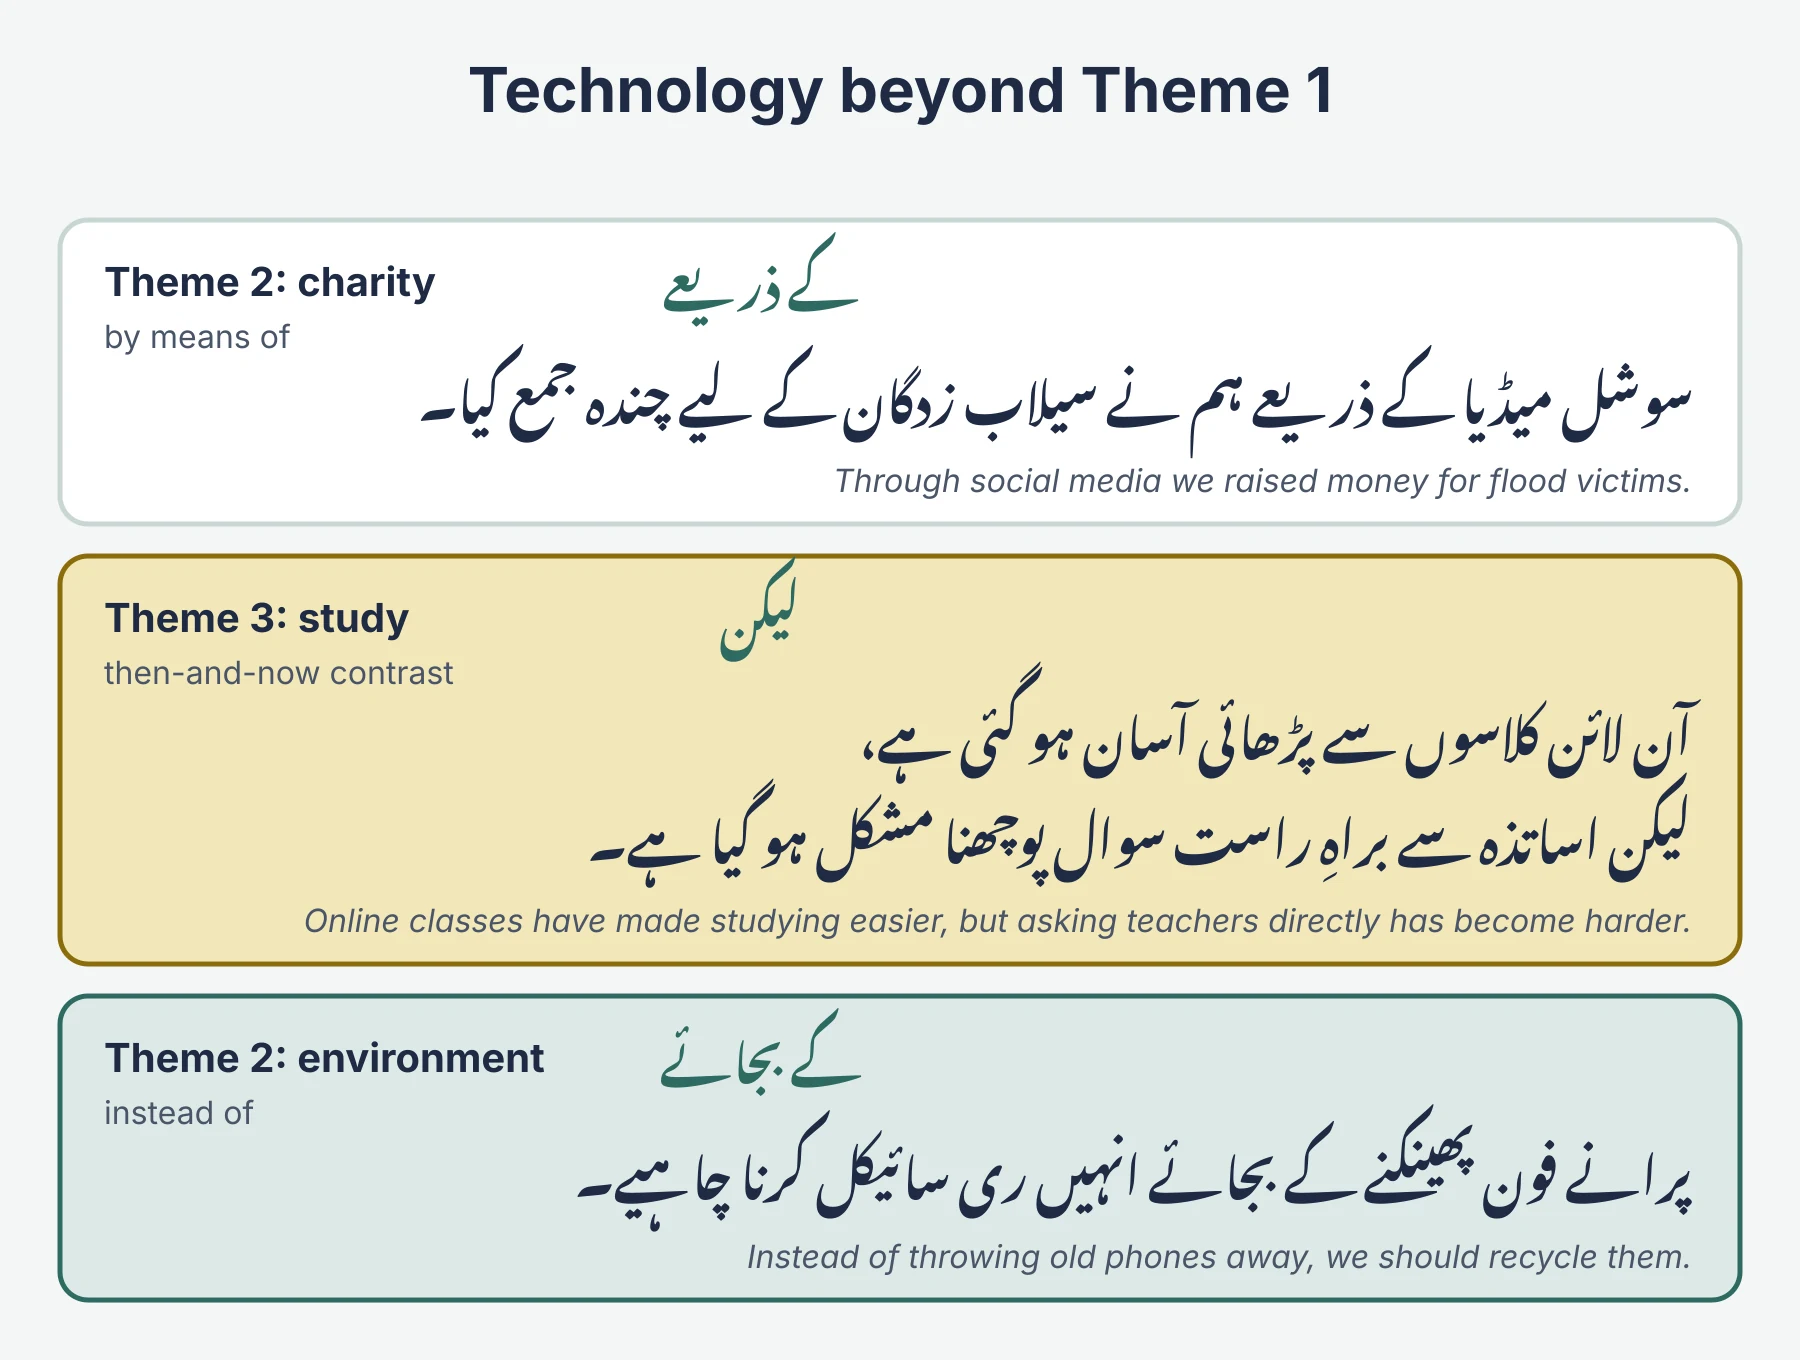 Technology beyond Theme 1
Theme 2: charity
کے ذریعے
by means of
سوشل میڈیا کے ذریعے ہم نے سیلاب زدگان کے لیے چندہ جمع کیا۔
Through social media we raised money for flood victims.
Theme 3: study
لیکن
then-and-now contrast
آن لائن کلاسوں سے پڑھائی آسان ہو گئی ہے،
لیکن اساتذہ سے براہِ راست سوال پوچھنا مشکل ہو گیا ہے۔
Online classes have made studying easier, but asking teachers directly has become harder.
Theme 2: environment
کے بجائے
instead of
پرانے فون پھینکنے کے بجائے انہیں ری سائیکل کرنا چاہیے۔
Instead of throwing old phones away, we should recycle them.